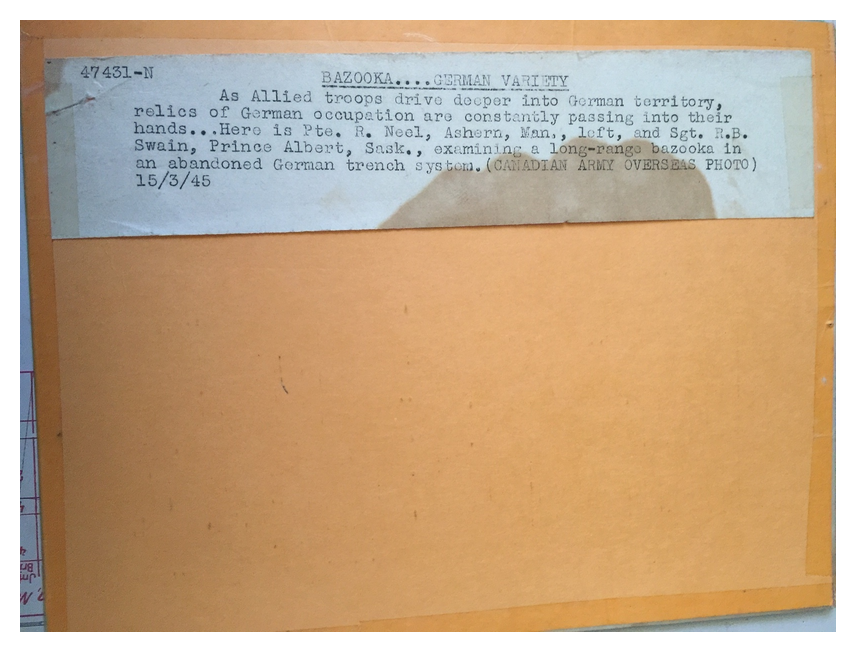 47431-N
BAZOOKA....GERMAN VARIETY
As Allied troops drive deeper into German territory,
relics of German occupation are constantly passing into their
hands...Here is Pte. R. Neel, Ashern, Man,, left, and Sgt. R.B.
Swain, Prince Albert, Sask., examining a long-range bazooka in
an abandoned German trench system.(CANADIAN ARMY OVERSEAS PHOTO)
15/3/45